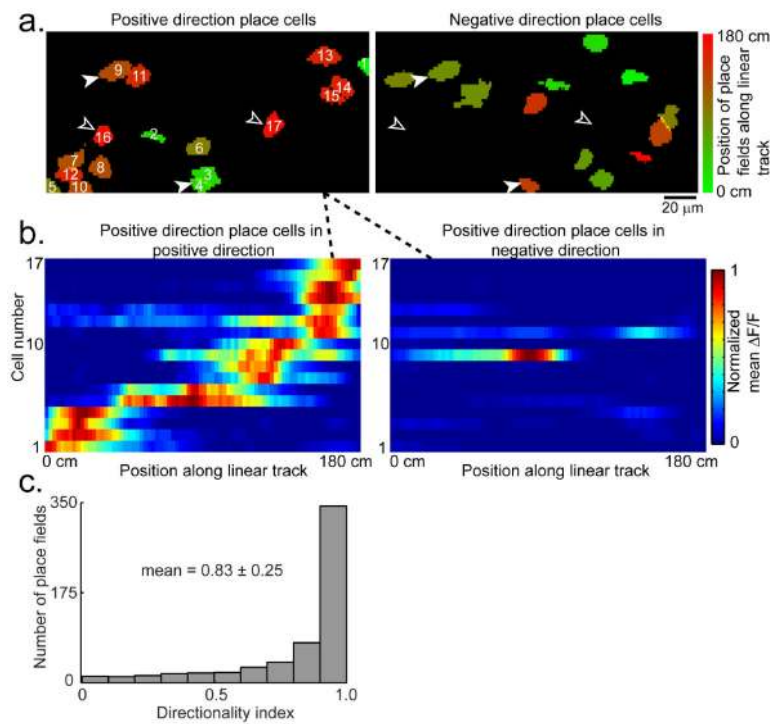 a.
Positive direction place cells
Negative direction place cells
9
11
13
14
15
17
16
2
6
7
8
12
3
4
5
10
180 cm
Position of place
fields along linear
track
0 cm
20 μm
b.
Positive direction place cells
in positive direction
Positive direction place cells in
negative direction
17
10
1
Cell number
0 cm
Position along linear track
180 cm
0 cm
Position along linear track
180 cm
1
Normalized
mean ΔF/F
0
c.
350
175
0
Number of place fields
mean = 0.83 ± 0.25
0
0.5
1.0
Directionality index